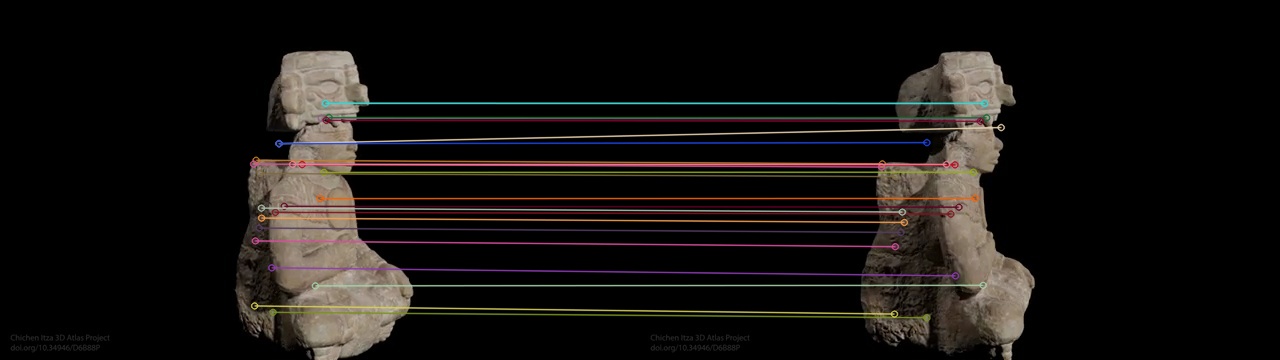 Chichen Itza 3D Atlas Project
doi.org/10.34946/D6B88P
Chichen Itza 3D Atlas Project
doi.org/10.34946/D6B88P